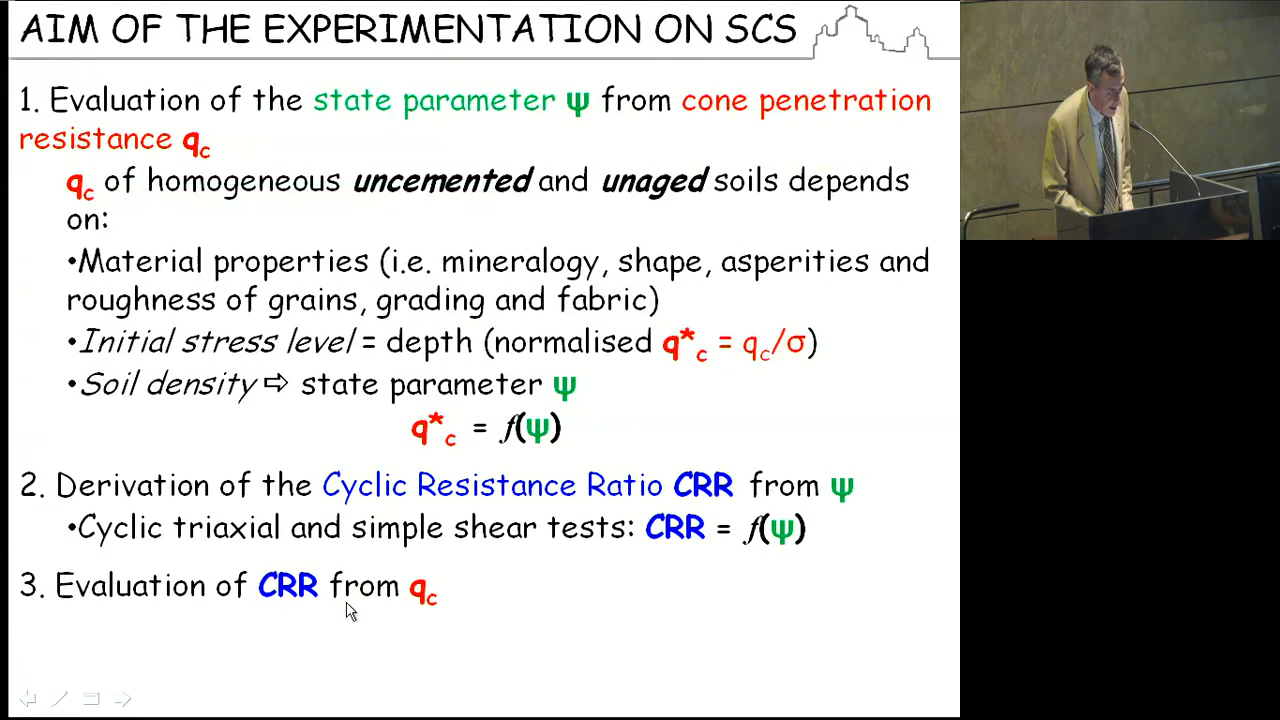 AIM OF THE EXPERIMENTATION ON SCS
1. Evaluation of the state parameter ψ from cone penetration
resistance qc
qc of homogeneous uncemented and unaged soils depends
on:
•Material properties (i.e. mineralogy, shape, asperities and
roughness of grains, grading and fabric)
•Initial stress level = depth (normalised q*c = qc/σ)
•Soil density ⇨ state parameter ψ
q*c = f(ψ)
2. Derivation of the Cyclic Resistance Ratio CRR from ψ
•Cyclic triaxial and simple shear tests: CRR = f(ψ)
3. Evaluation of CRR from qc